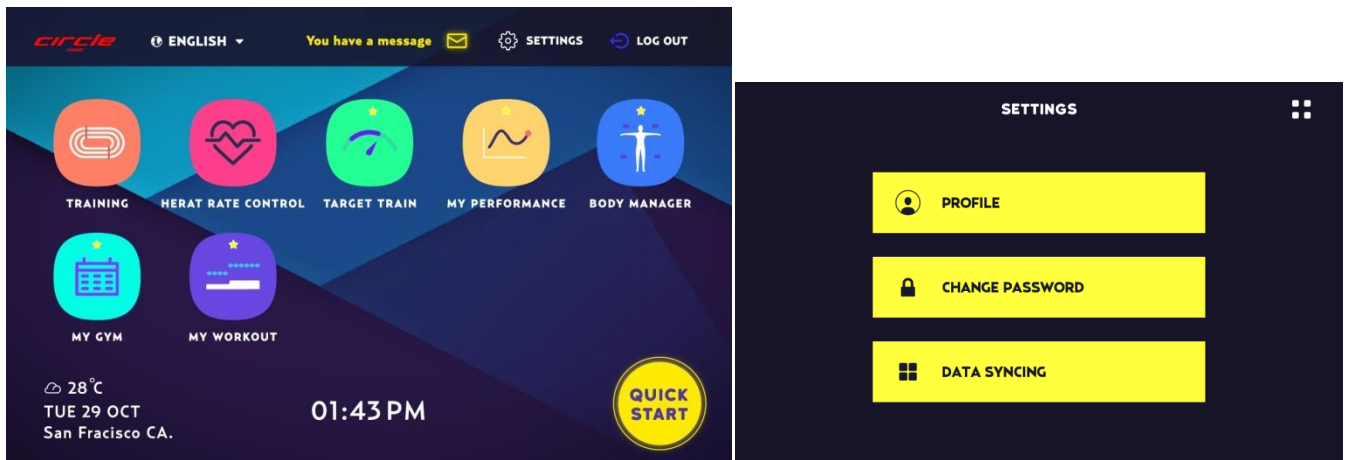 circle
ENGLISH
You have a message
SETTINGS
LOG OUT
TRAINING
HERAT RATE CONTROL
TARGET TRAIN
MY PERFORMANCE
BODY MANAGER
MY GYM
MY WORKOUT
28°C
TUE 29 OCT
San Fracisco CA.
01:43 PM
QUICK
START
SETTINGS
PROFILE
CHANGE PASSWORD
DATA SYNCING